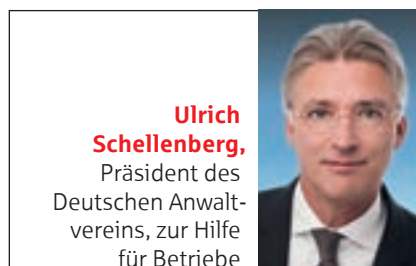 Ulrich
Schellenberg,
Präsident des
Deutschen Anwalt-
vereins, zur Hilfe
für Betriebe